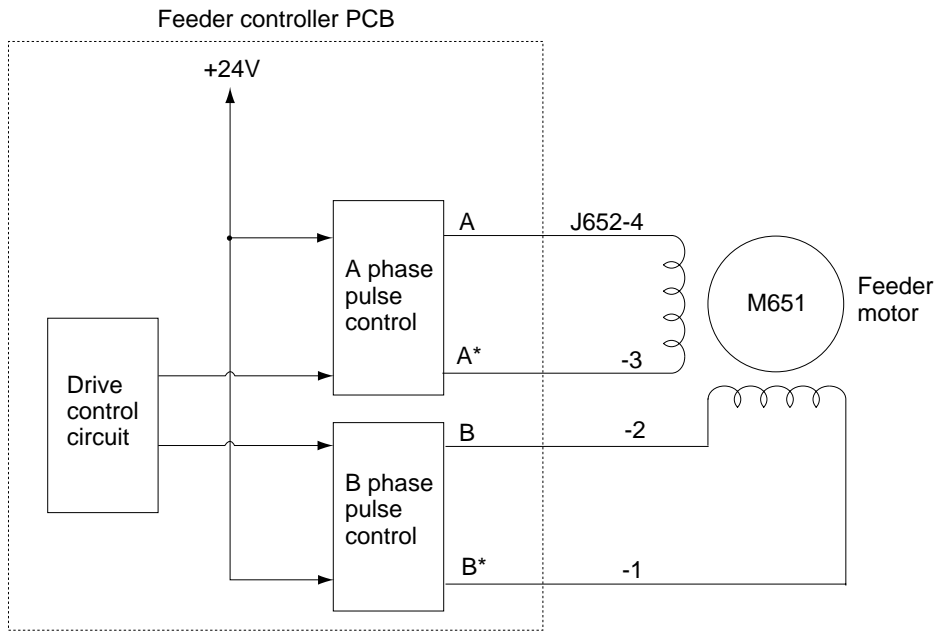 Feeder controller PCB
+24V
A
J652-4
A phase
pulse
control
M651
Feeder
motor
A*
-3
Drive
control
circuit
B
-2
B phase
pulse
control
B*
-1